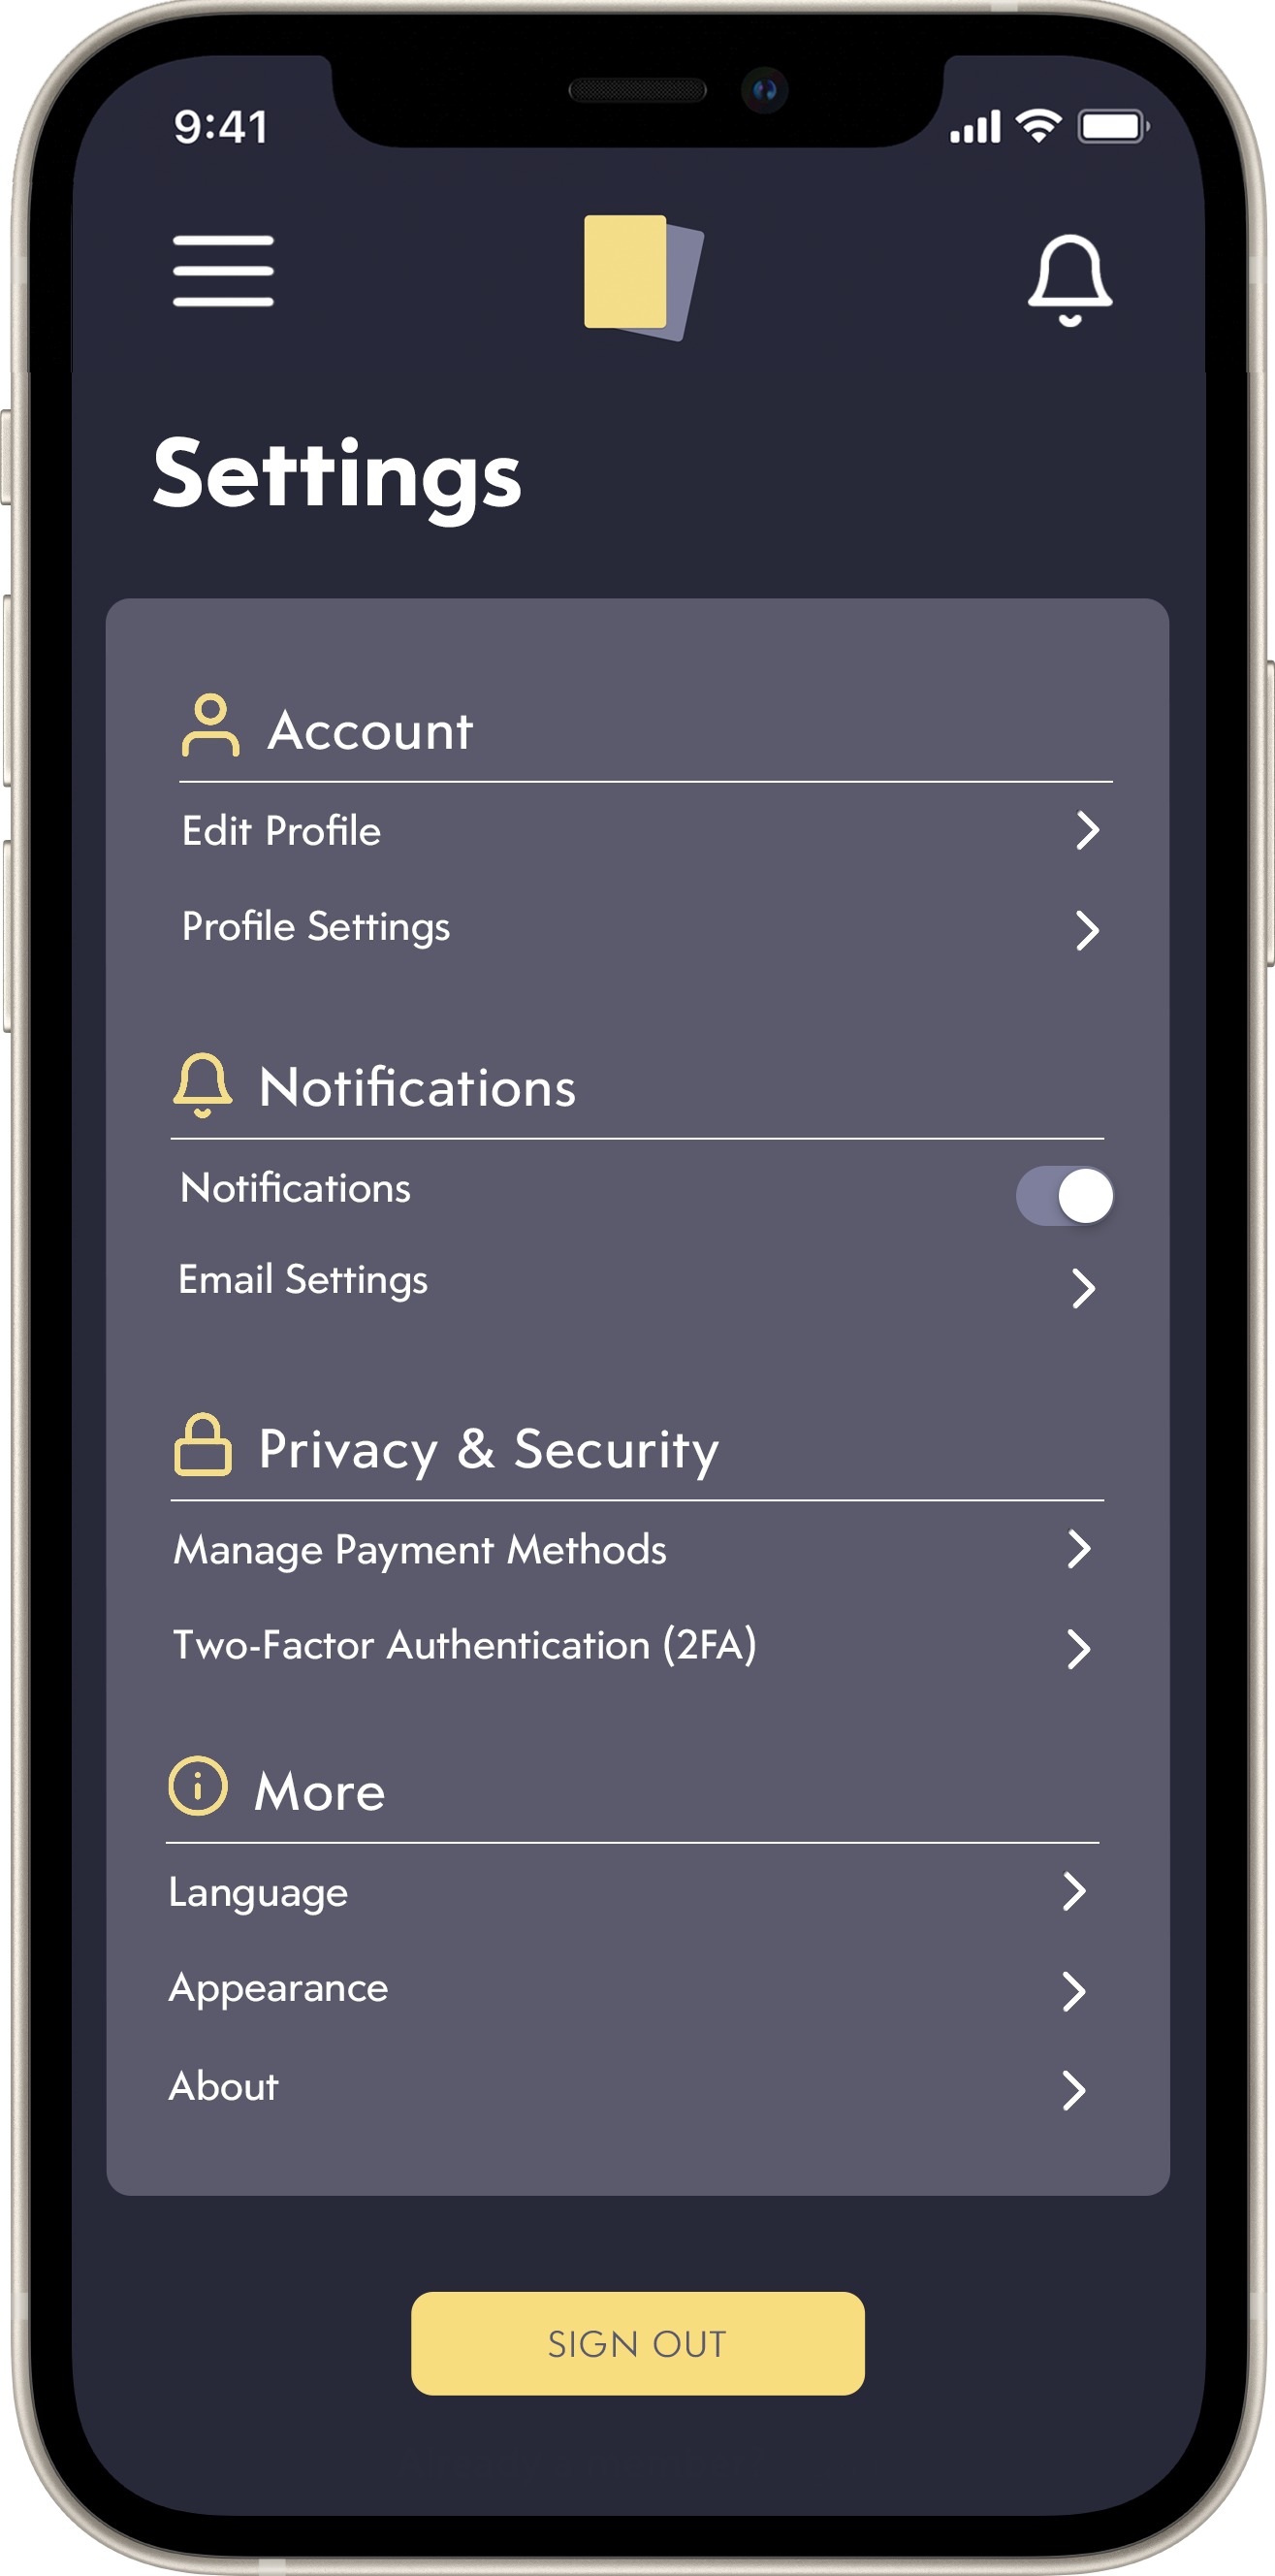 9:41
Settings
Account
Edit Profile
Profile Settings
Notifications
Notifications
Email Settings
Privacy & Security
Manage Payment Methods
Two-Factor Authentication (2FA)
More
Language
Appearance
About
SIGN OUT